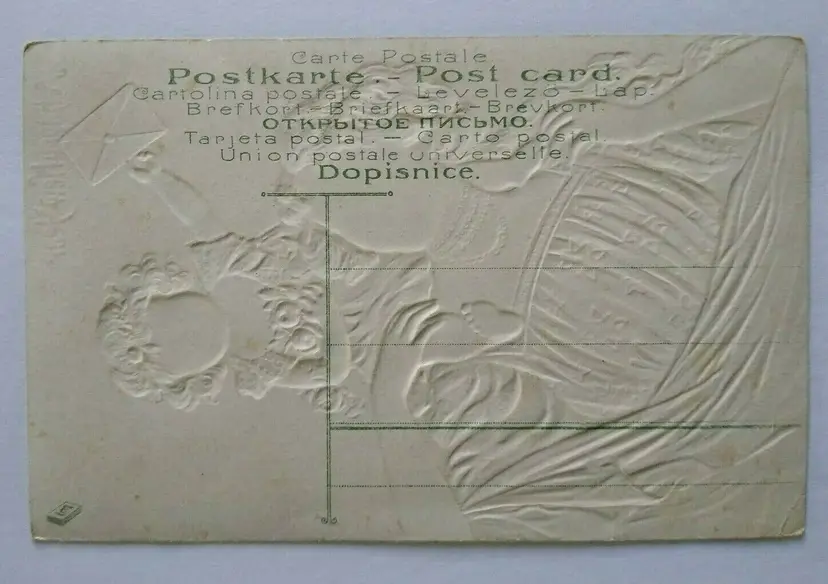 Carte Postale
Postkarte. – Post card.
Cartolina postale. – Levelezö-Lap.
Brefkort.–Briefkaart.–Brevkort.
ОТКРЫТОЕ ПИСЬМО.
Tarjeta postal. – Carto postal.
Union postale universelle.
Dopisnice.